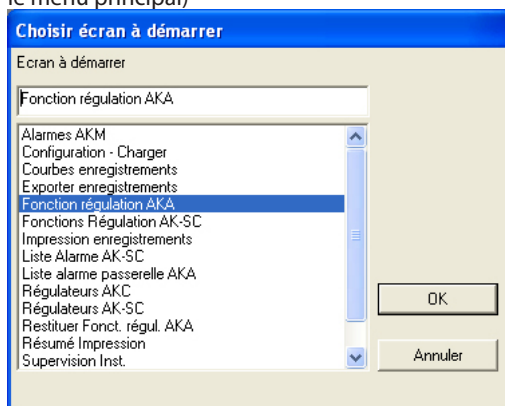 le menu principal)
Choisir écran à démarrer
Ecran à démarrer
Fonction régulation AKA
Alarmes AKM
Configuration - Charger
Courbes enregistrements
Exporter enregistrements
Fonction régulation AKA
Fonctions Régulation AK-SC
Impression enregistrements
Liste Alarme AK-SC
Liste alarme passerelle AKA
Régulateurs AKC
Régulateurs AK-SC
Restituer Fonct. régul. AKA
Résumé Impression
Supervision Inst.
OK
Annuler